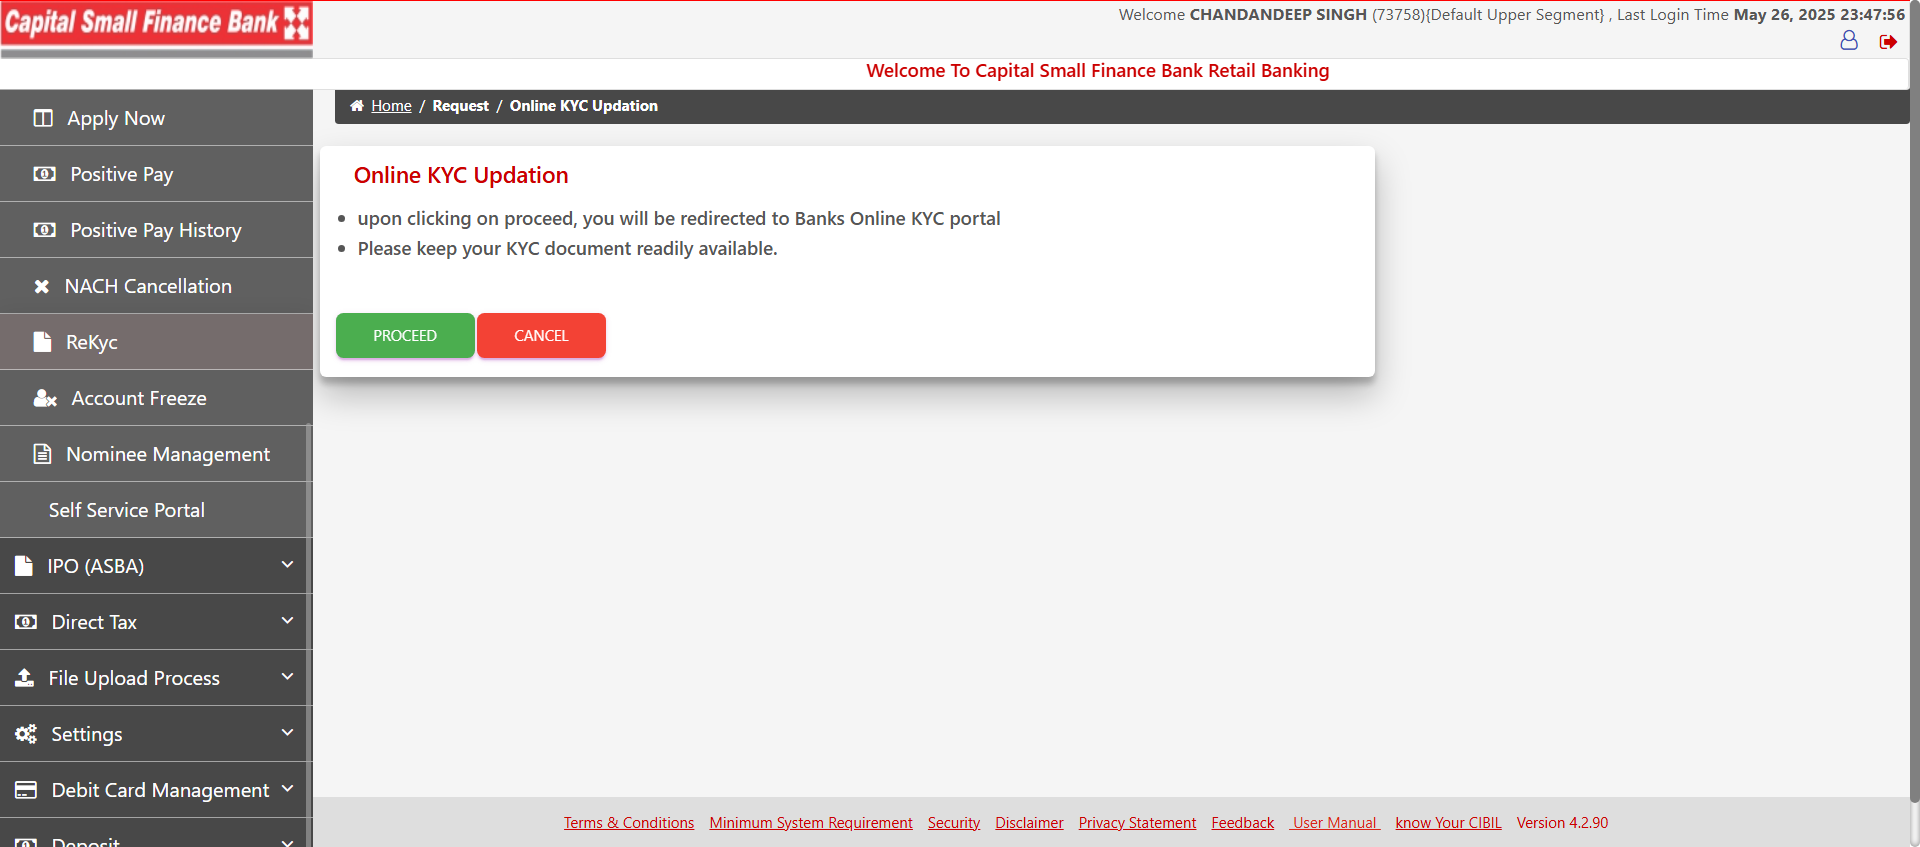 Capital Small Finance Bank
Welcome CHANDANDEEP SINGH (73758){Default Upper Segment} , Last Login Time May 26, 2025 23:47:56
Welcome To Capital Small Finance Bank Retail Banking
Home / Request / Online KYC Updation
Apply Now
Positive Pay
Positive Pay History
NACH Cancellation
ReKyc
Account Freeze
Nominee Management
Self Service Portal
IPO (ASBA)
Direct Tax
File Upload Process
Settings
Debit Card Management
Deposit
Online KYC Updation
upon clicking on proceed, you will be redirected to Banks Online KYC portal
Please keep your KYC document readily available.
PROCEED CANCEL
Terms & Conditions Minimum System Requirement Security Disclaimer Privacy Statement Feedback User Manual know Your CIBIL Version 4.2.90